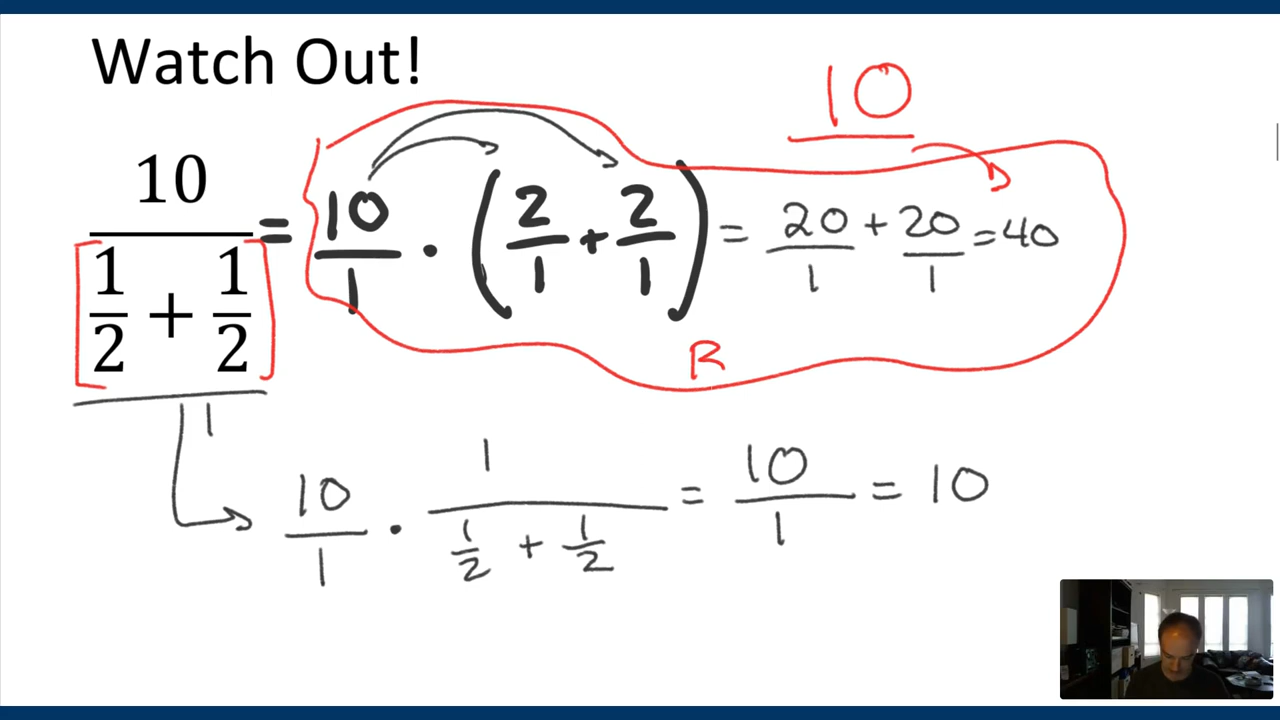 Watch Out!
10
10 / (1/2 + 1/2) = 10/1 · (2/1 + 2/1) = 20/1 + 20/1 = 40
R
1
10/1 · 1 / (1/2 + 1/2) = 10/1 = 10